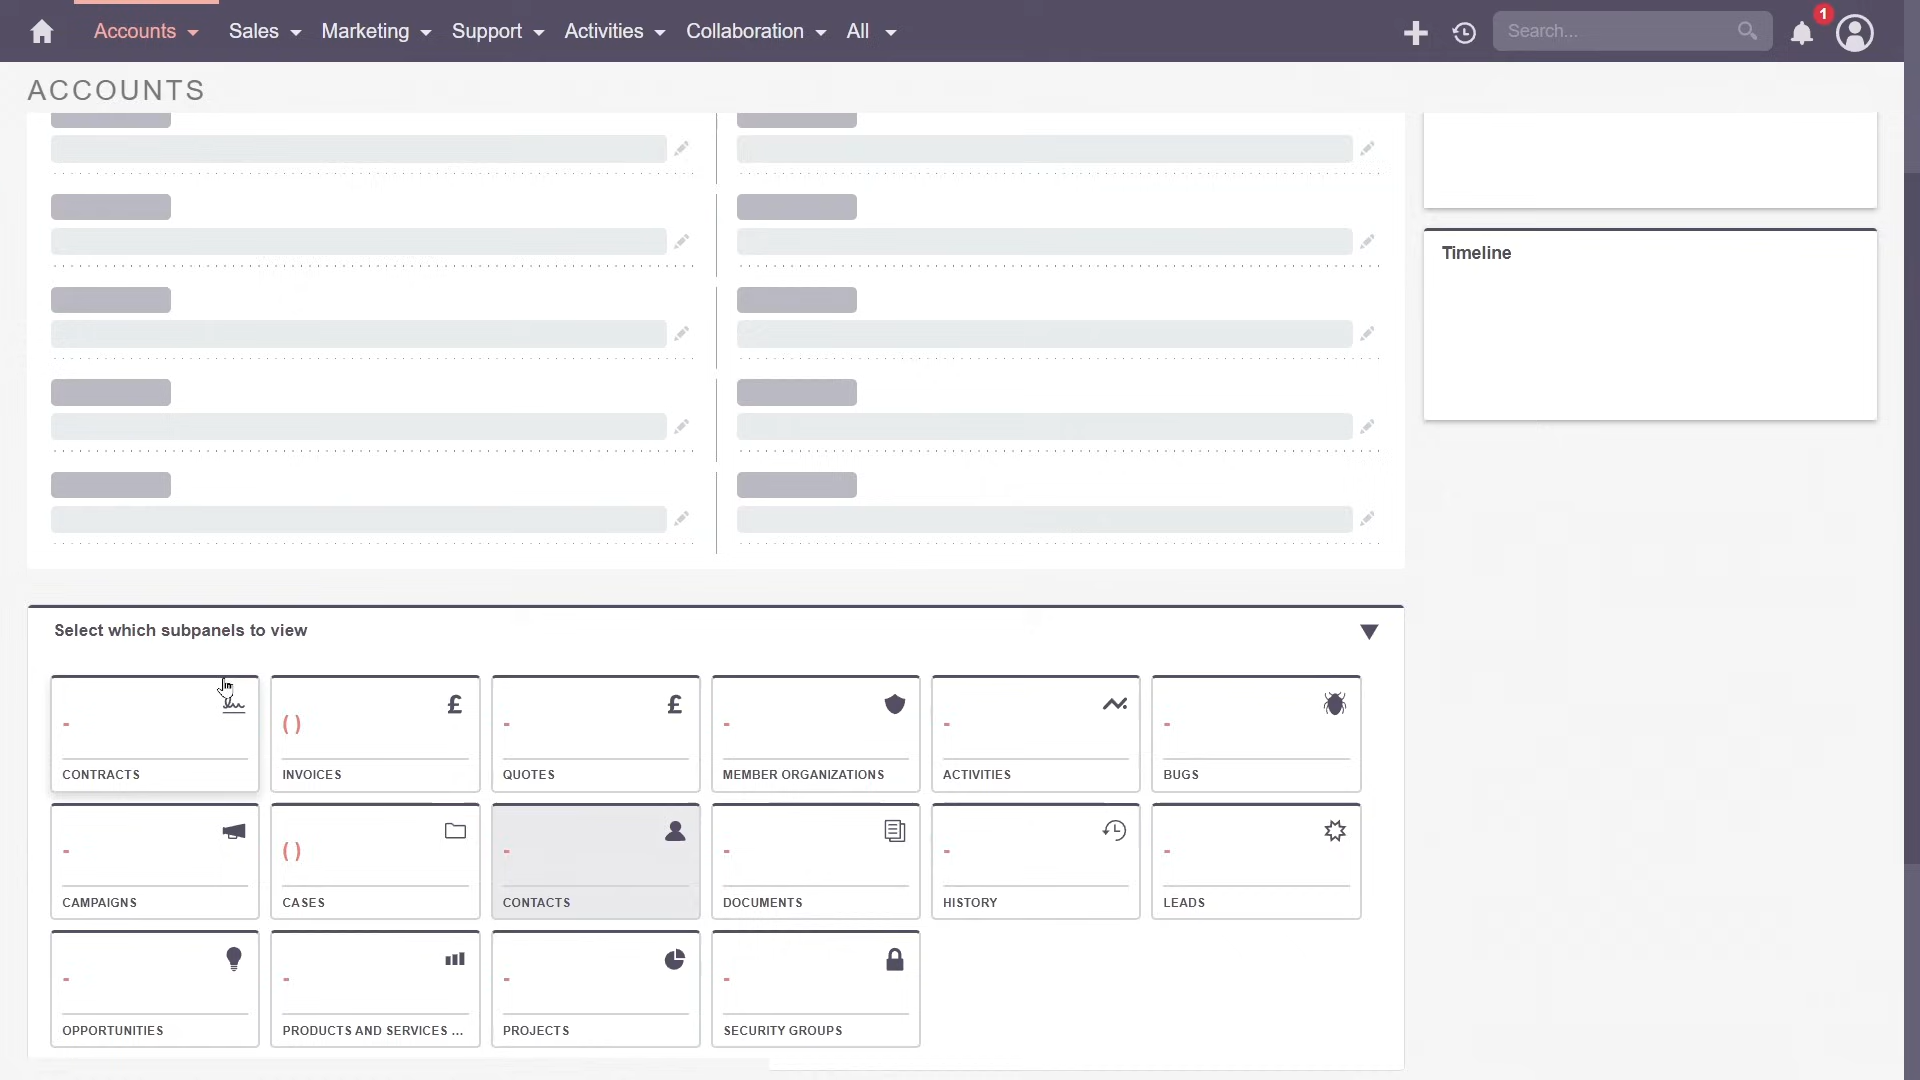 Accounts Sales Marketing Support Activities Collaboration All Search... 1
ACCOUNTS
Timeline
Select which subpanels to view
- ( ) - - - -
CONTRACTS INVOICES QUOTES MEMBER ORGANIZATIONS ACTIVITIES BUGS
- ( ) - - - -
CAMPAIGNS CASES CONTACTS DOCUMENTS HISTORY LEADS
- - - -
OPPORTUNITIES PRODUCTS AND SERVICES ... PROJECTS SECURITY GROUPS